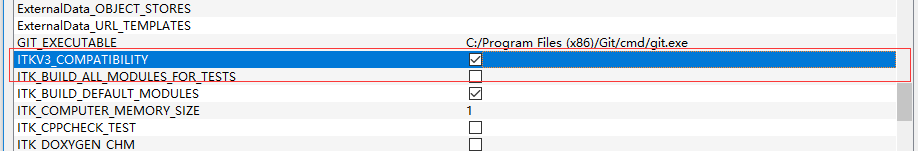 ExternalData_OBJECT_STORES
ExternalData_URL_TEMPLATES
GIT_EXECUTABLE C:/Program Files (x86)/Git/cmd/git.exe
ITKV3_COMPATIBILITY
ITK_BUILD_ALL_MODULES_FOR_TESTS
ITK_BUILD_DEFAULT_MODULES
ITK_COMPUTER_MEMORY_SIZE 1
ITK_CPPCHECK_TEST
ITK_DOXYGEN_CHM